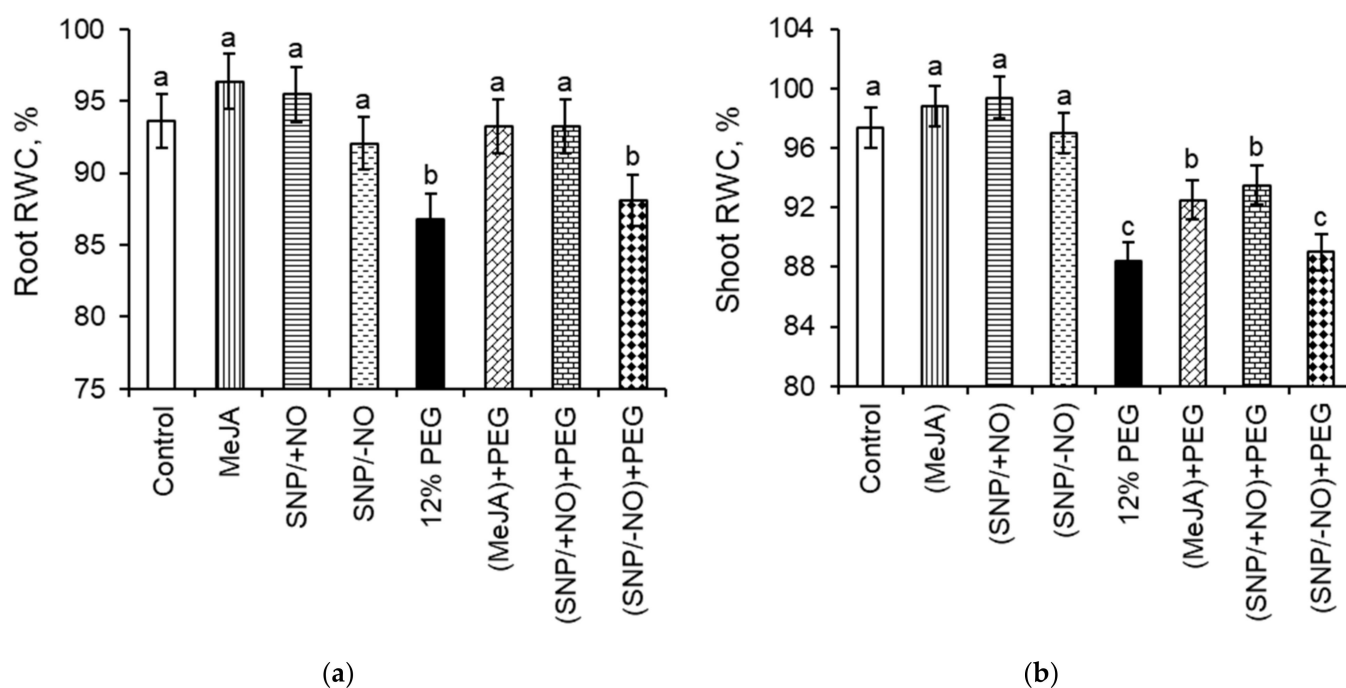 100
95
90
85
80
75
Root RWC, %
a
a
a
a
b
a
a
b
Control
MeJA
SNP/+NO
SNP/-NO
12% PEG
(MeJA)+PEG
(SNP/+NO)+PEG
(SNP/-NO)+PEG
(a)
104
100
96
92
88
84
80
Shoot RWC, %
a
a
a
a
c
b
b
c
Control
(MeJA)
(SNP/+NO)
(SNP/-NO)
12% PEG
(MeJA)+PEG
(SNP/+NO)+PEG
(SNP/-NO)+PEG
(b)